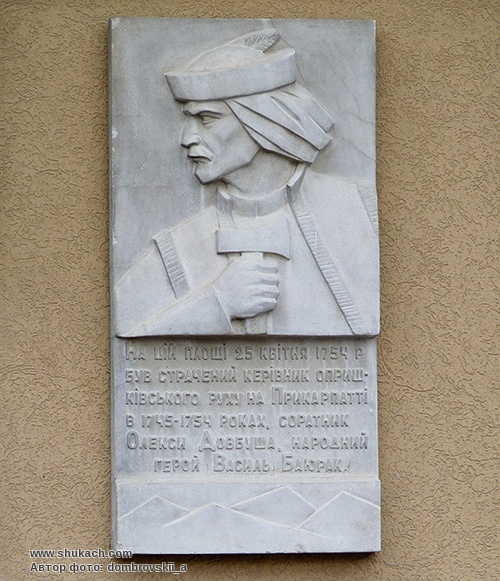 На цій площі 25 квітня 1754 р.
був страчений керівник оприш-
ківського руху на Прикарпатті
в 1745-1754 роках, соратник
Олекси Довбуша, народний
герой Василь Баюрак.
www.shukach.com
Автор фото: dombrovskii_a